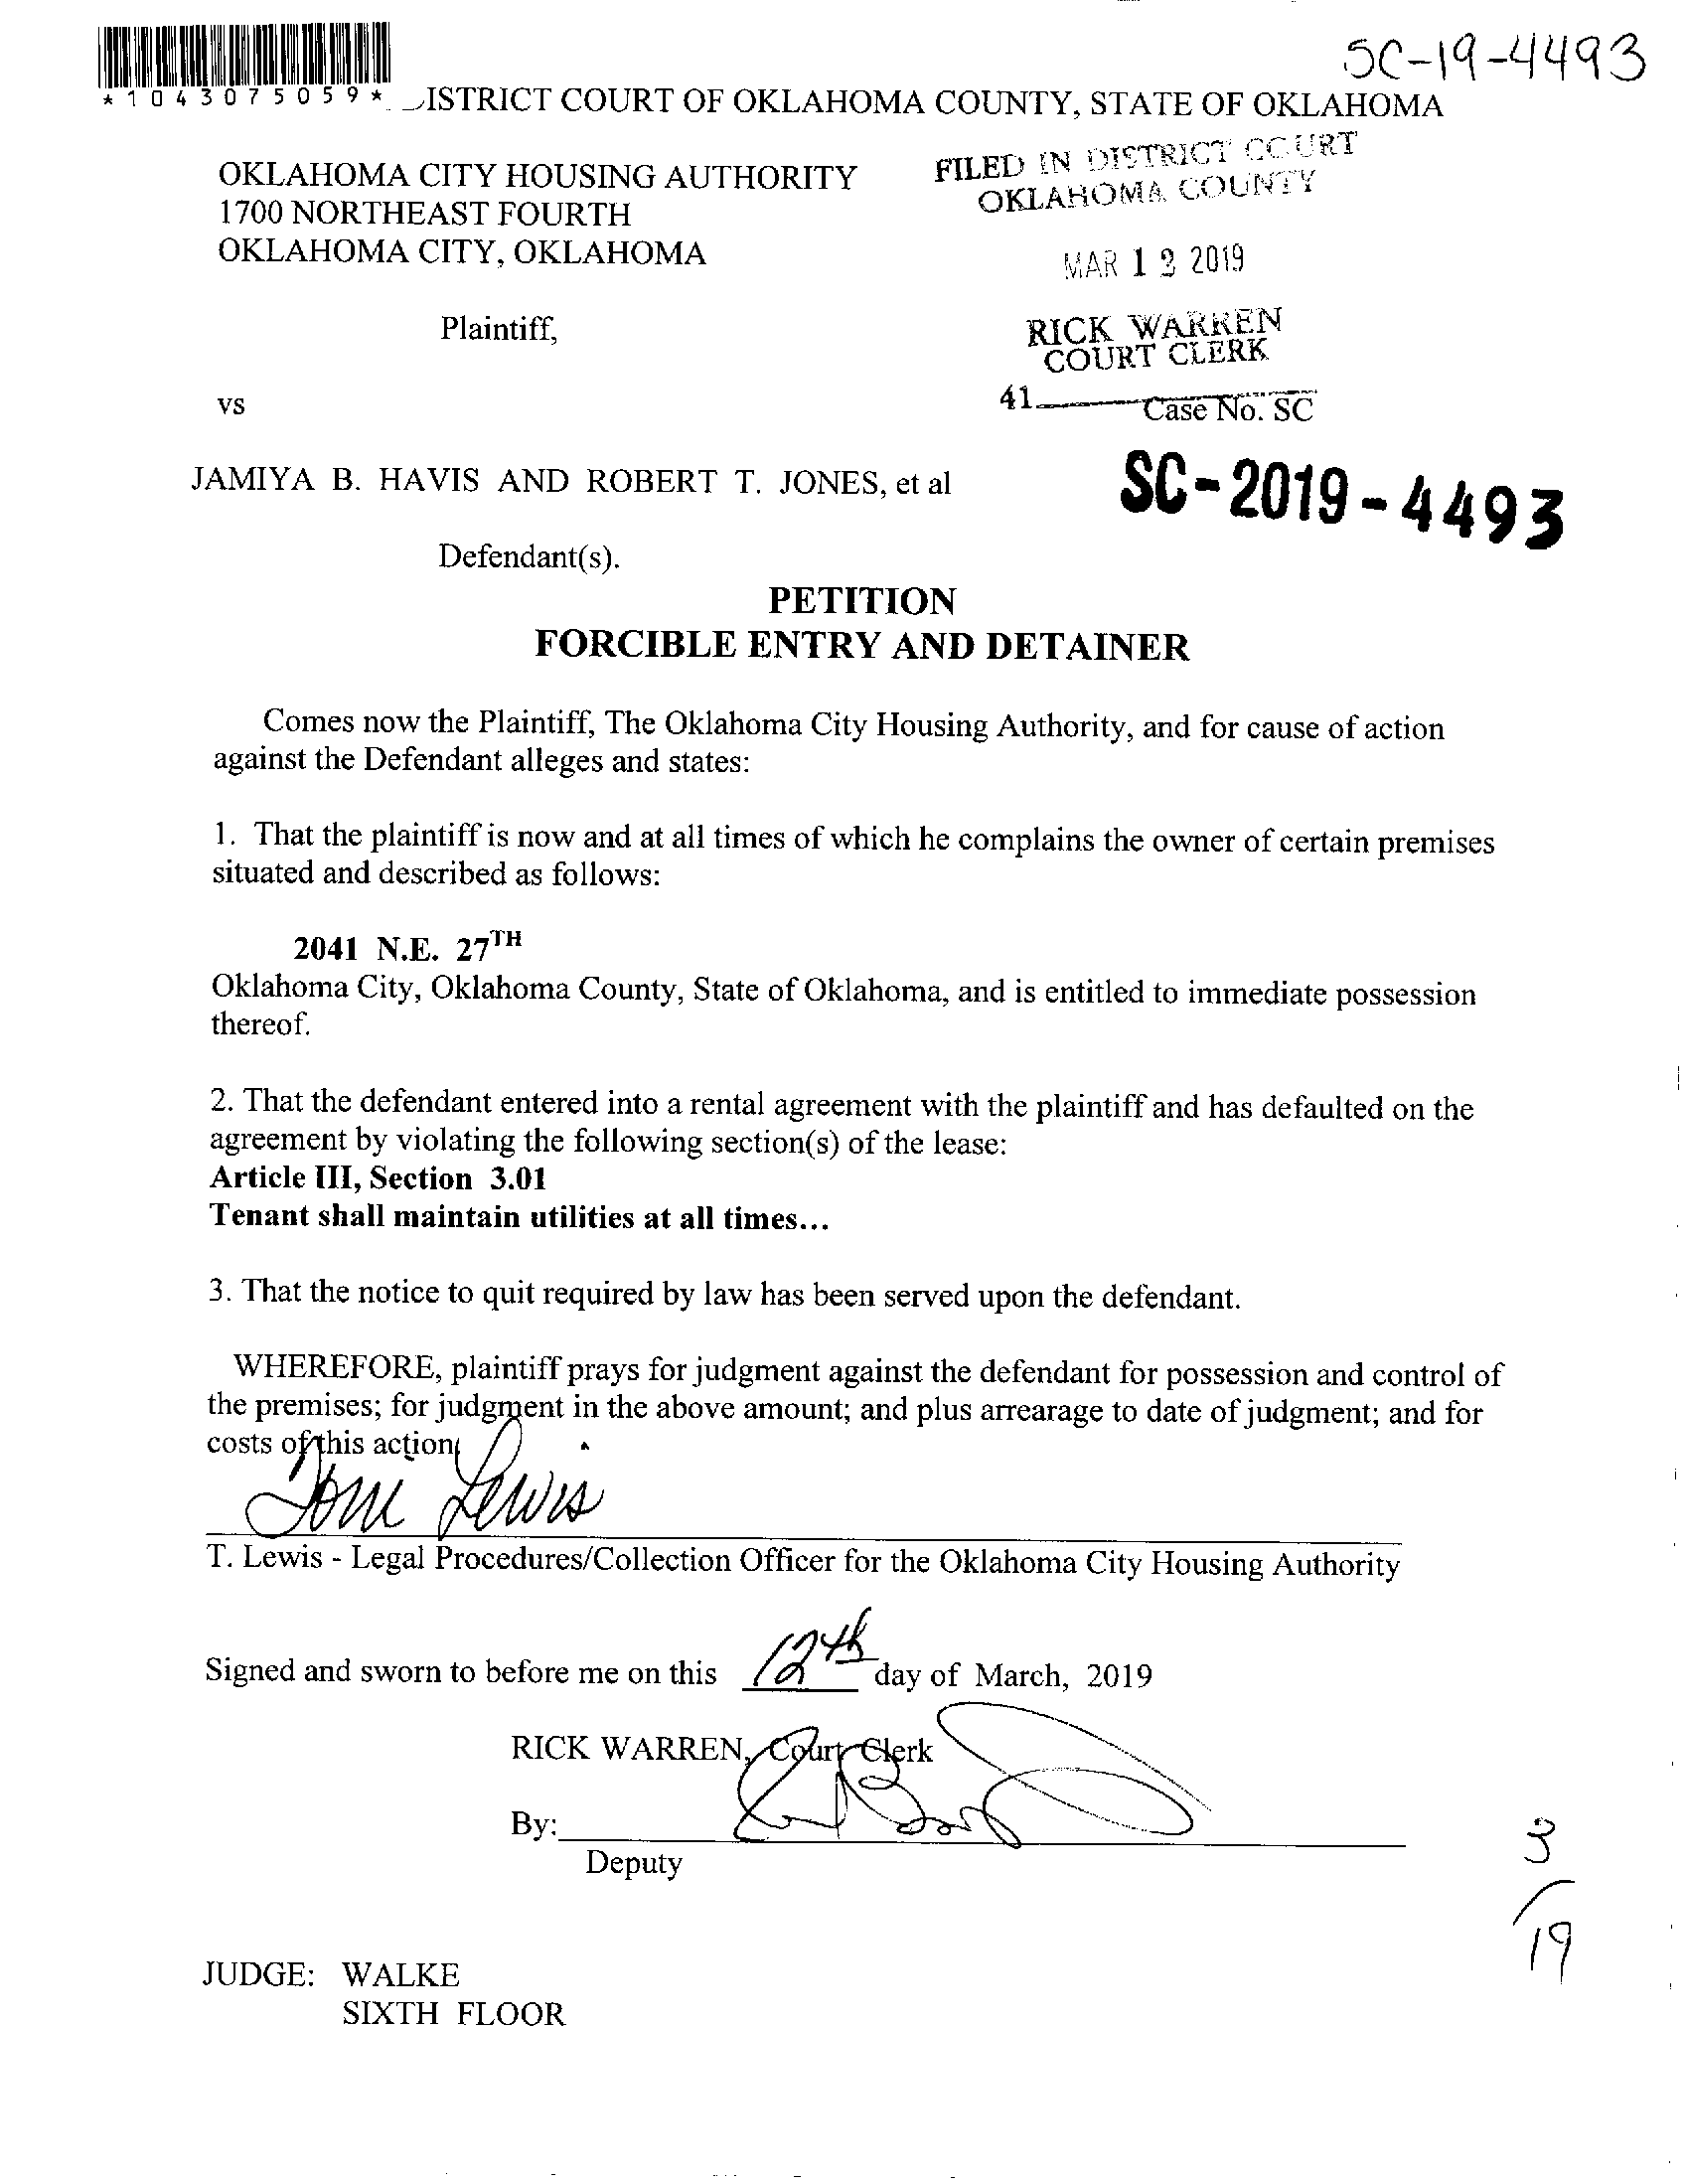 SC-19-4493
*1043075059*
ISTRICT COURT OF OKLAHOMA COUNTY, STATE OF OKLAHOMA
OKLAHOMA CITY HOUSING AUTHORITY
1700 NORTHEAST FOURTH
OKLAHOMA CITY, OKLAHOMA
FILED IN DISTRICT COURT
OKLAHOMA COUNTY
MAR 12 2019
Plaintiff,
RICK WARREN
COURT CLERK
41
vs
Case No. SC
JAMIYA B. HAVIS AND ROBERT T. JONES, et al
SC-2019-4493
Defendant(s).
PETITION
FORCIBLE ENTRY AND DETAINER
Comes now the Plaintiff, The Oklahoma City Housing Authority, and for cause of action
against the Defendant alleges and states:
1. That the plaintiff is now and at all times of which he complains the owner of certain premises
situated and described as follows:
2041 N.E. 27TH
Oklahoma City, Oklahoma County, State of Oklahoma, and is entitled to immediate possession
thereof.
2. That the defendant entered into a rental agreement with the plaintiff and has defaulted on the
agreement by violating the following section(s) of the lease:
Article III, Section 3.01
Tenant shall maintain utilities at all times...
3. That the notice to quit required by law has been served upon the defendant.
WHEREFORE, plaintiff prays for judgment against the defendant for possession and control of
the premises; for judgment in the above amount; and plus arrearage to date of judgment; and for
costs of this action
Toni Lewis
T. Lewis - Legal Procedures/Collection Officer for the Oklahoma City Housing Authority
Signed and sworn to before me on this 12th day of March, 2019
RICK WARREN, Court Clerk
By:
Deputy
3/19
JUDGE: WALKE
SIXTH FLOOR